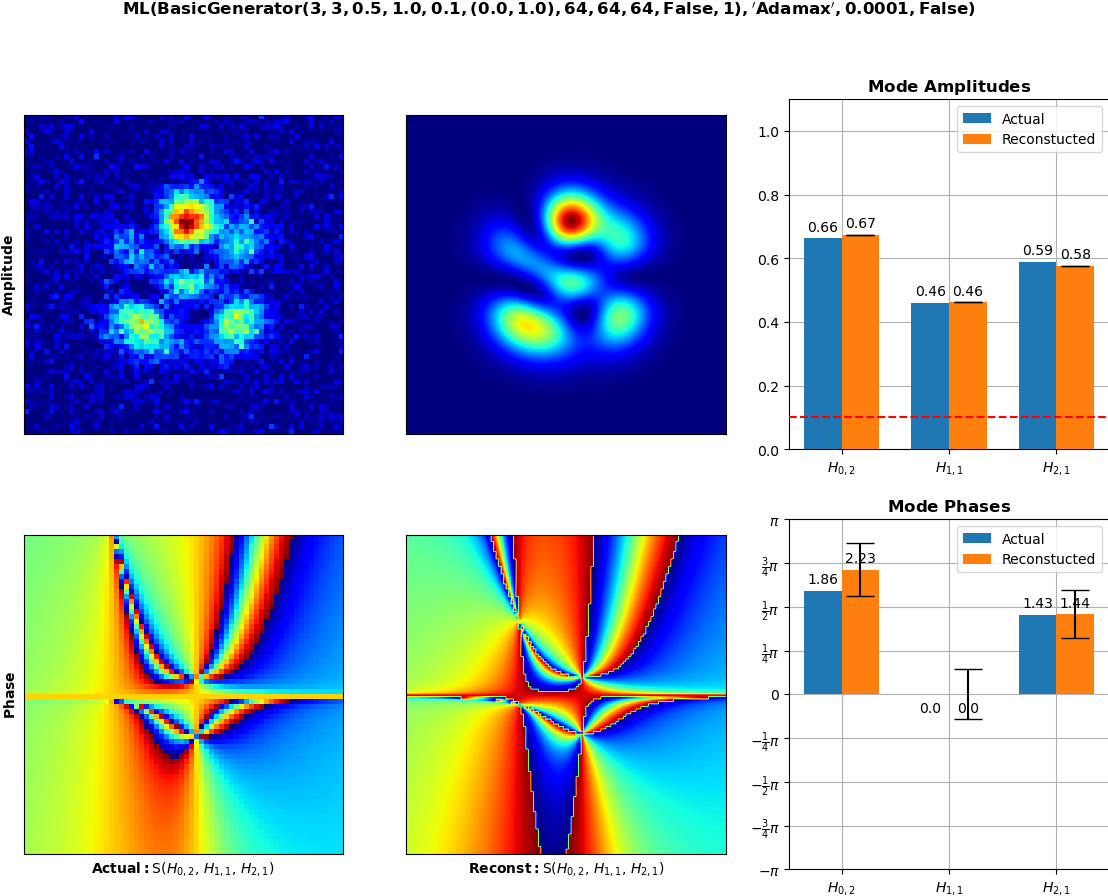 ML(BasicGenerator(3, 3, 0.5, 1.0, 0.1, (0.0, 1.0), 64, 64, 64, False, 1), ′Adamax′, 0.0001, False)
Mode Amplitudes
Actual
Reconstucted
1.0
0.8
0.6
0.4
0.2
0.0
0.66
0.67
0.46
0.46
0.59
0.58
H0,2
H1,1
H2,1
Amplitude
Mode Phases
Actual
Reconstucted
π
3/4π
1/2π
1/4π
0
−1/4π
−1/2π
−3/4π
−π
1.86
2.23
0.0
0.0
1.43
1.44
H0,2
H1,1
H2,1
Phase
Actual: S(H0,2, H1,1, H2,1)
Reconst: S(H0,2, H1,1, H2,1)